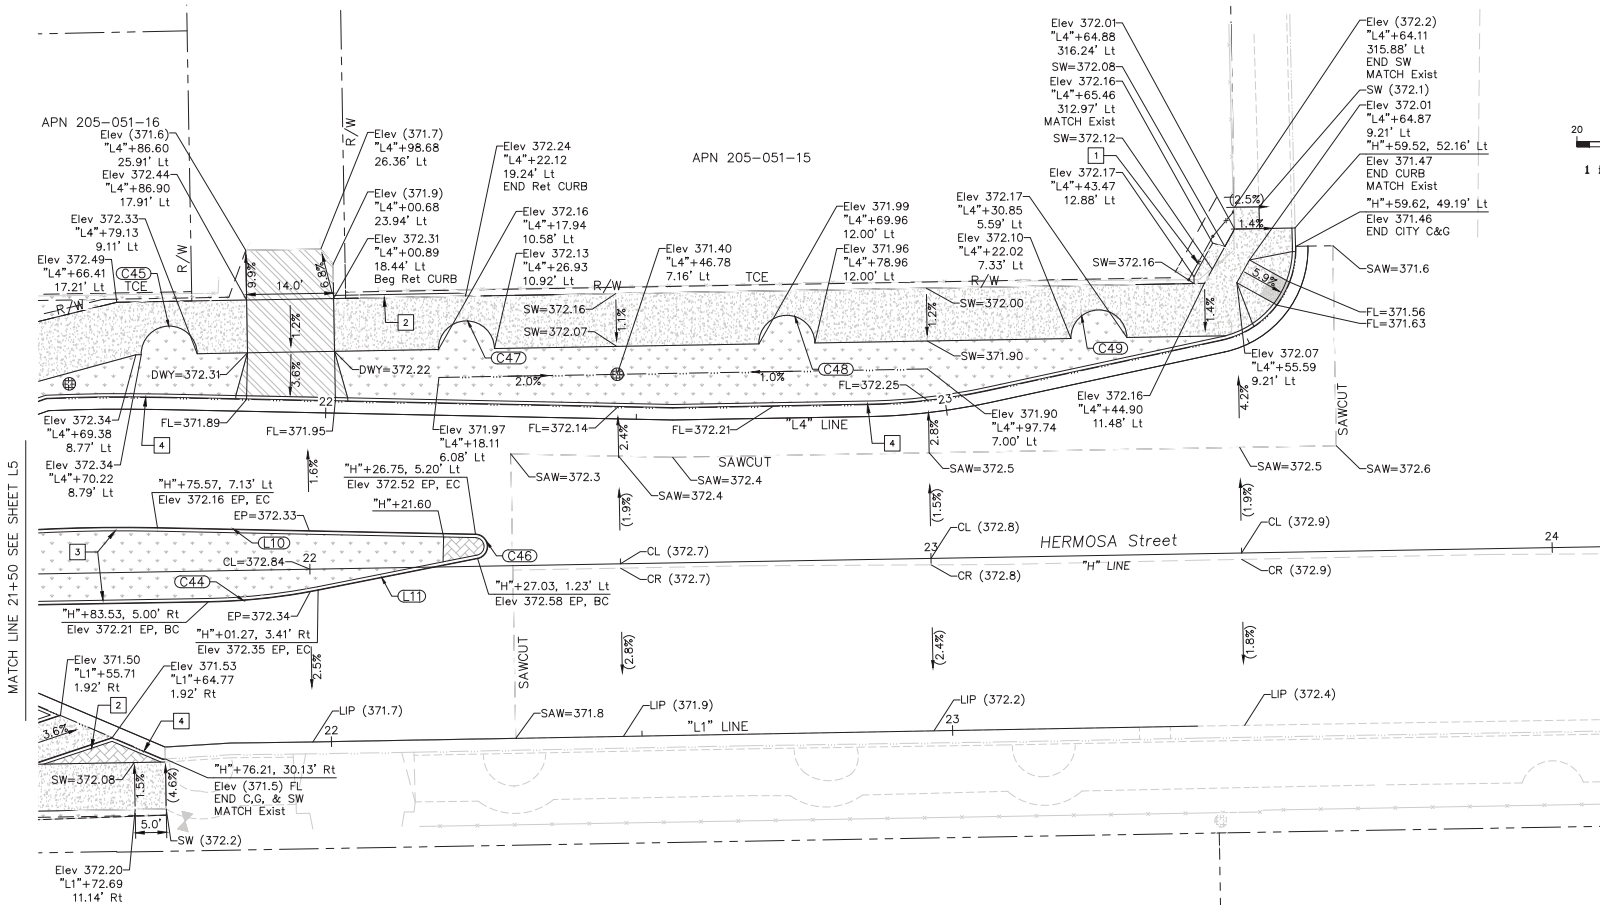 MATCH LINE 21+50 SEE SHEET L5
APN 205-051-16
Elev (371.6)
"L4"+86.60
25.91' Lt
Elev 372.44
"L4"+86.90
17.91' Lt
Elev 372.33
"L4"+79.13
9.11' Lt
Elev 372.49
"L4"+66.41
17.21' Lt
C45
TCE
R/W
R/W
R/W
Elev (371.7)
"L4"+98.68
26.36' Lt
Elev (371.9)
"L4"+00.68
23.94' Lt
Elev 372.31
"L4"+00.89
18.44' Lt
Beg Ret CURB
9.9%
6.8%
14.0'
1.2%
3.6%
2
Elev 372.24
"L4"+22.12
19.24' Lt
END Ret CURB
Elev 372.16
"L4"+17.94
10.58' Lt
Elev 372.13
"L4"+26.93
10.92' Lt
APN 205-051-15
Elev 371.40
"L4"+46.78
7.16' Lt
Elev 371.99
"L4"+69.96
12.00' Lt
Elev 371.96
"L4"+78.96
12.00' Lt
TCE
R/W
R/W
SW=372.16
SW=372.07
1.1%
C47
2.0%
1.0%
C48
SW=372.00
1.2%
SW=371.90
Elev 372.17
"L4"+30.85
5.59' Lt
Elev 372.10
"L4"+22.02
7.33' Lt
C49
Elev 372.01
"L4"+64.88
316.24' Lt
SW=372.08
Elev 372.16
"L4"+65.46
312.97' Lt
MATCH Exist
SW=372.12
1
Elev 372.17
"L4"+43.47
12.88' Lt
SW=372.16
Elev (372.2)
"L4"+64.11
315.88' Lt
END SW
MATCH Exist
SW (372.1)
Elev 372.01
"L4"+64.87
9.21' Lt
"H"+59.52, 52.16' Lt
Elev 371.47
END CURB
MATCH Exist
"H"+59.62, 49.19' Lt
Elev 371.46
END CITY C&G
(2.5%)
1.4%
5.9%
1.4%
SAW=371.6
FL=371.56
FL=371.63
Elev 372.07
"L4"+55.59
9.21' Lt
20
DWY=372.31
DWY=372.22
22
FL=371.89
FL=371.95
4
Elev 372.34
"L4"+69.38
8.77' Lt
Elev 372.34
"L4"+70.22
8.79' Lt
Elev 371.97
"L4"+18.11
6.08' Lt
FL=372.14
2.4%
FL=372.21
"L4" LINE
FL=372.25
23
4
2.8%
Elev 371.90
"L4"+97.74
7.00' Lt
Elev 372.16
"L4"+44.90
11.48' Lt
4.2%
SAWCUT
SAWCUT
SAW=372.3
SAW=372.4
SAW=372.4
SAW=372.5
SAW=372.5
SAW=372.6
1.6%
(1.9%)
(1.5%)
(1.9%)
"H"+26.75, 5.20' Lt
Elev 372.52 EP, EC
"H"+75.57, 7.13' Lt
Elev 372.16 EP, EC
"H"+21.60
EP=372.33
3
L10
CL=372.84
22
C44
C46
L11
"H"+27.03, 1.23' Lt
Elev 372.58 EP, BC
"H"+83.53, 5.00' Rt
Elev 372.21 EP, BC
EP=372.34
"H"+01.27, 3.41' Rt
Elev 372.35 EP, EC
CL (372.7)
CR (372.7)
CL (372.8)
23
CR (372.8)
HERMOSA Street
"H" LINE
CL (372.9)
CR (372.9)
24
SAWCUT
2.5%
(2.8%)
(2.4%)
(1.8%)
Elev 371.50
"L1"+55.71
1.92' Rt
Elev 371.53
"L1"+64.77
1.92' Rt
2
4
3.6%
LIP (371.7)
22
SAW=371.8
LIP (371.9)
"L1" LINE
LIP (372.2)
23
LIP (372.4)
SW=372.08
1.5%
(4.6%)
"H"+76.21, 30.13' Rt
Elev (371.5) FL
END C,G, & SW
MATCH Exist
5.0'
SW (372.2)
Elev 372.20
"L1"+72.69
11.14' Rt